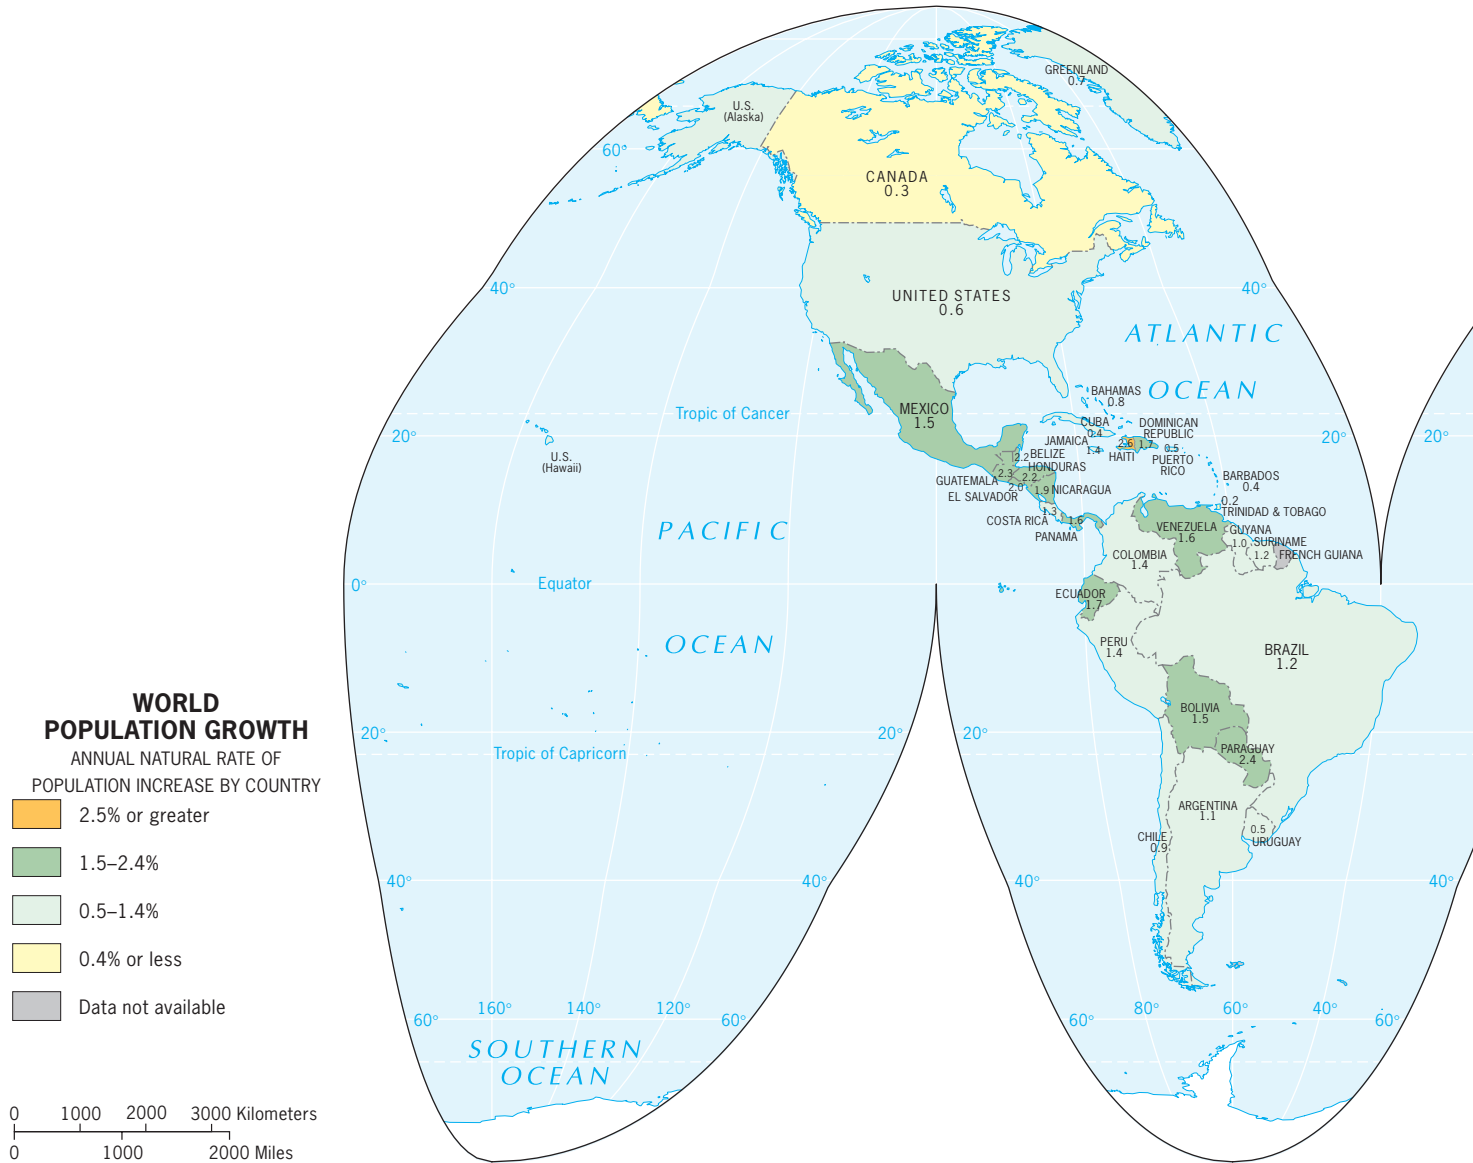 GREENLAND
0.7
U.S.
(Alaska)
60°
CANADA
0.3
40°
UNITED STATES
0.6
40°
ATLANTIC
OCEAN
BAHAMAS
0.8
Tropic of Cancer
MEXICO
1.5
CUBA
0.4
DOMINICAN
REPUBLIC
20°
20°
20°
JAMAICA
1.4
2.6
1.7
0.5
HAITI
PUERTO
RICO
U.S.
(Hawaii)
2.2
BELIZE
HONDURAS
2.3
2.2
GUATEMALA
2.0
1.9
NICARAGUA
EL SALVADOR
BARBADOS
0.4
0.2
TRINIDAD & TOBAGO
1.3
COSTA RICA
1.6
PANAMA
VENEZUELA
1.6
GUYANA
1.0
SURINAME
1.2
FRENCH GUIANA
PACIFIC
OCEAN
COLOMBIA
1.4
0°
Equator
ECUADOR
1.7
PERU
1.4
BRAZIL
1.2
BOLIVIA
1.5
20°
20°
20°
Tropic of Capricorn
PARAGUAY
2.4
ARGENTINA
1.1
CHILE
0.9
0.5
URUGUAY
40°
40°
40°
40°
160°
140°
120°
60°
60°
80°
60°
40°
60°
60°
SOUTHERN
OCEAN
WORLD
POPULATION GROWTH
ANNUAL NATURAL RATE OF
POPULATION INCREASE BY COUNTRY
2.5% or greater
1.5–2.4%
0.5–1.4%
0.4% or less
Data not available
0 1000 2000 3000 Kilometers
0 1000 2000 Miles